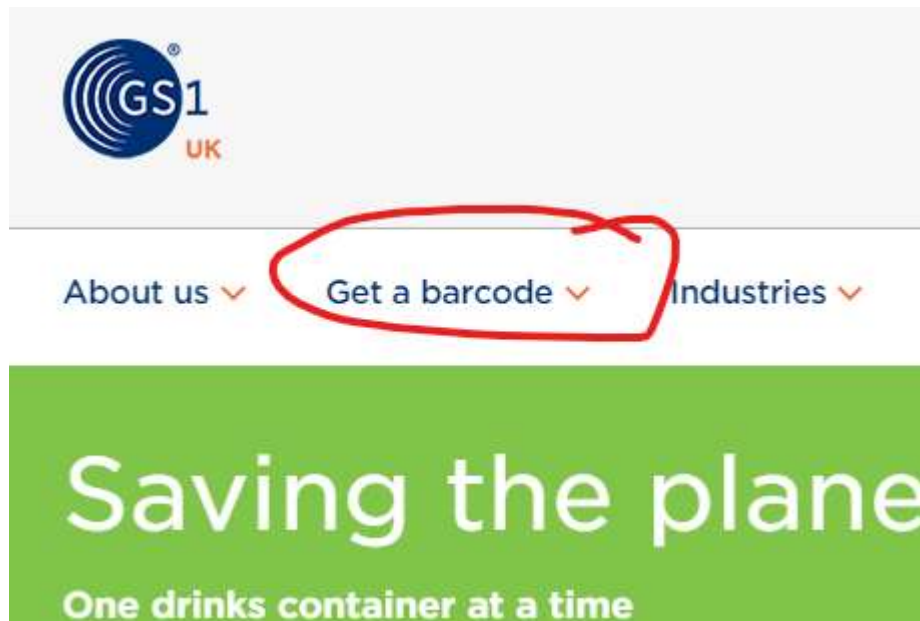 GS1
UK
About us Get a barcode Industries
Saving the plane
One drinks container at a time